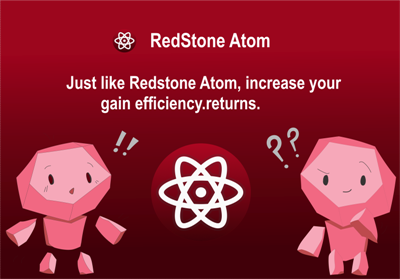 RedStone Atom
Just like Redstone Atom, increase your
gain efficiency.returns.
!!
??